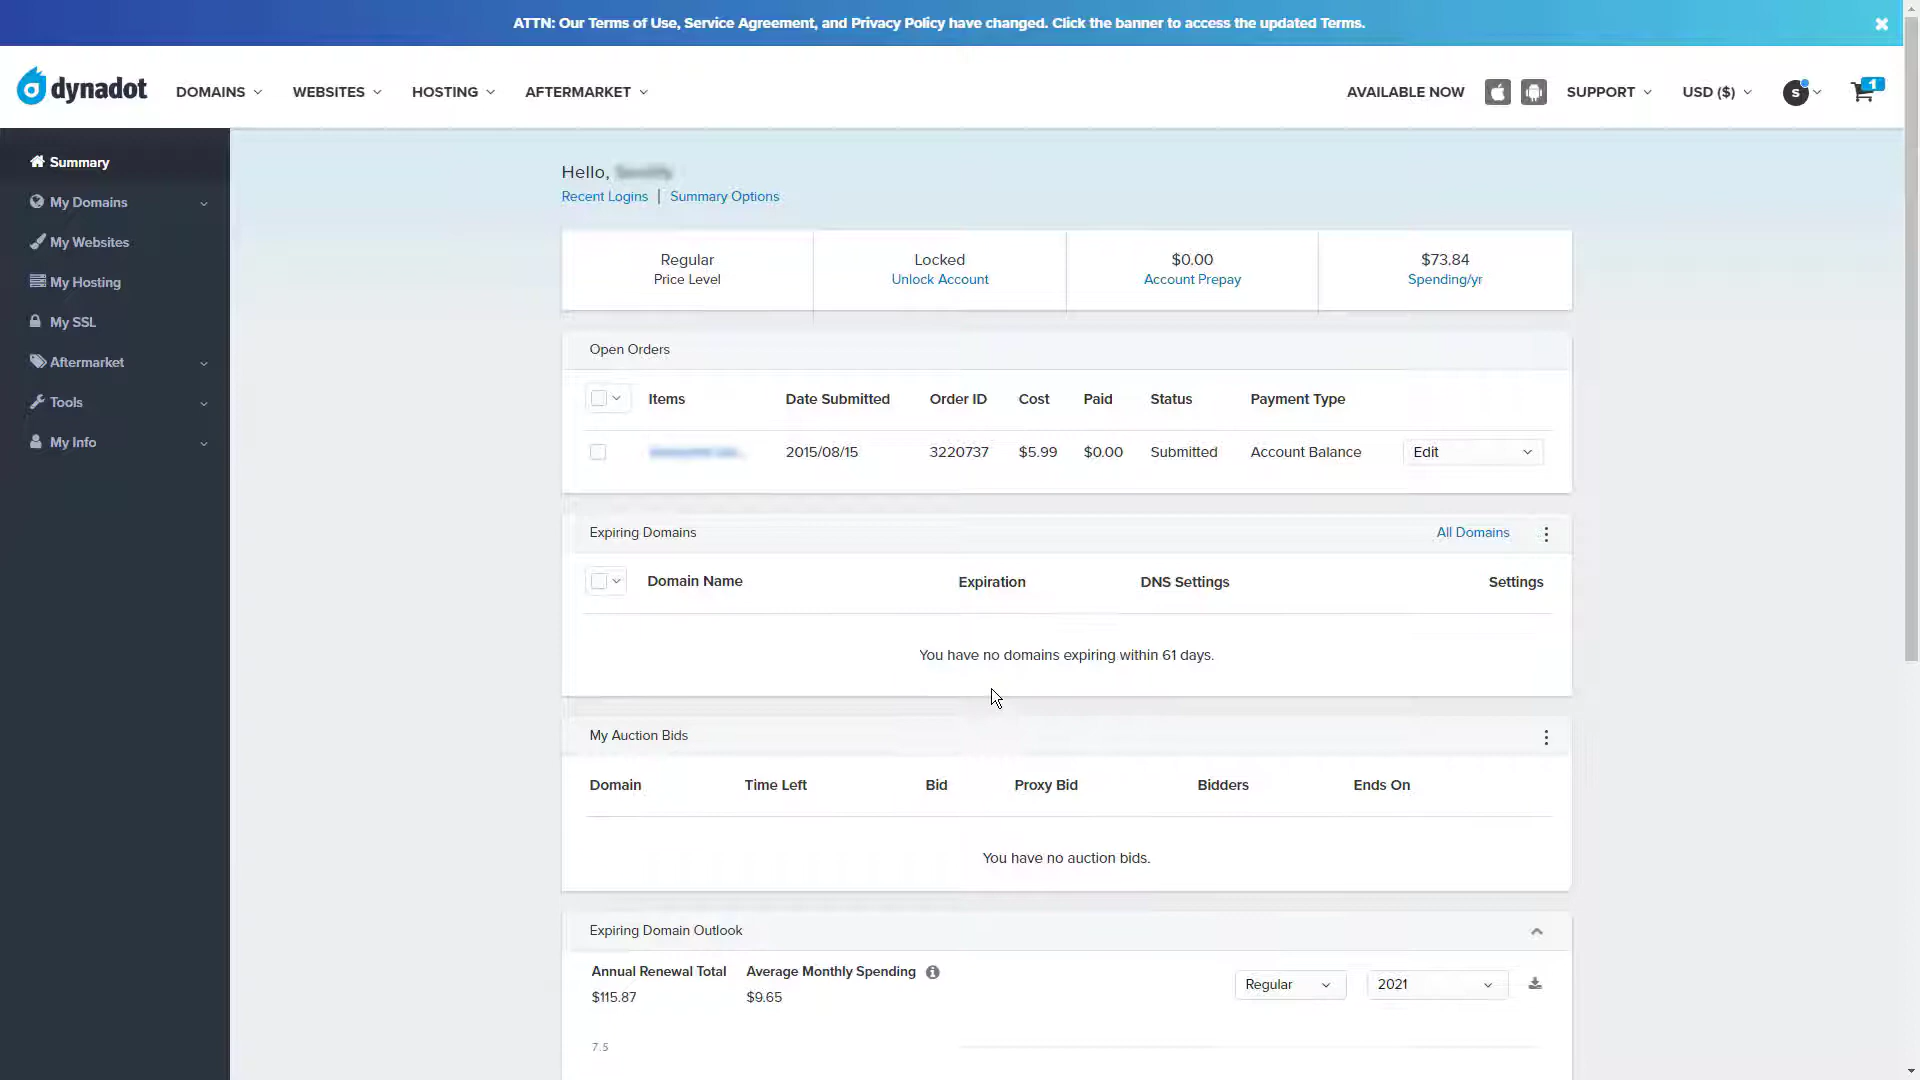 ATTN: Our Terms of Use, Service Agreement, and Privacy Policy have changed. Click the banner to access the updated Terms.
dynadot
DOMAINS
WEBSITES
HOSTING
AFTERMARKET
AVAILABLE NOW
SUPPORT
USD ($)
S
1
Summary
My Domains
My Websites
My Hosting
My SSL
Aftermarket
Tools
My Info
Hello,
Recent Logins | Summary Options
Regular
Price Level
Locked
Unlock Account
$0.00
Account Prepay
$73.84
Spending/yr
Open Orders
Items Date Submitted Order ID Cost Paid Status Payment Type
2015/08/15 3220737 $5.99 $0.00 Submitted Account Balance Edit
Expiring Domains
All Domains
Domain Name Expiration DNS Settings Settings
You have no domains expiring within 61 days.
My Auction Bids
Domain Time Left Bid Proxy Bid Bidders Ends On
You have no auction bids.
Expiring Domain Outlook
Annual Renewal Total
$115.87
Average Monthly Spending
$9.65
Regular
2021
7.5